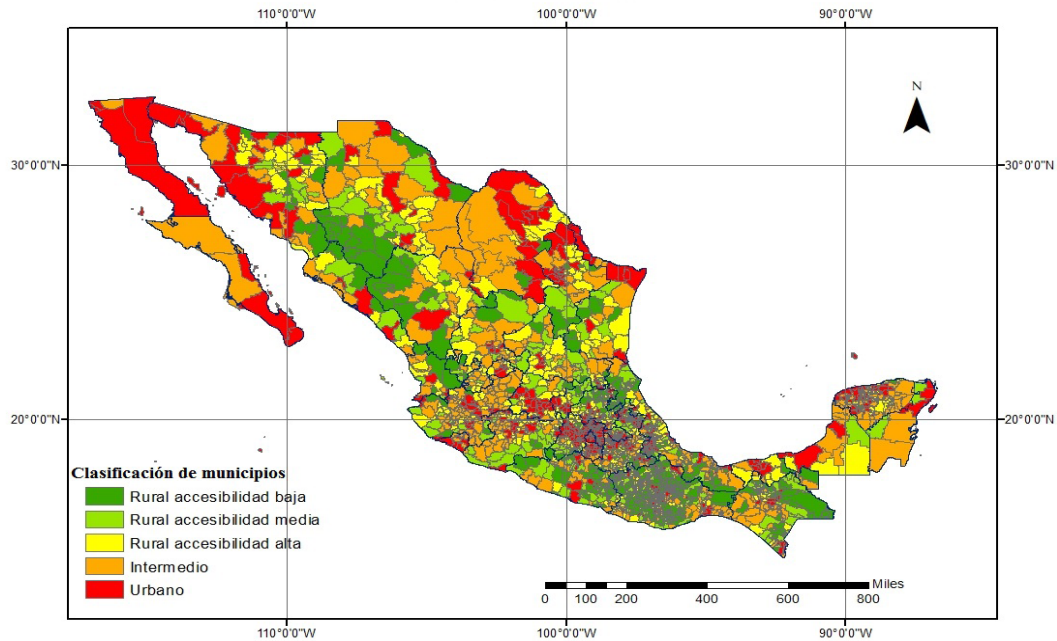 110°0'0"W 100°0'0"W 90°0'0"W
N
30°0'0"N 30°0'0"N
20°0'0"N 20°0'0"N
Clasificación de municipios
Rural accesibilidad baja
Rural accesibilidad media
Rural accesibilidad alta
Intermedio
Urbano
Miles
0 100 200 400 600 800
110°0'0"W 100°0'0"W 90°0'0"W